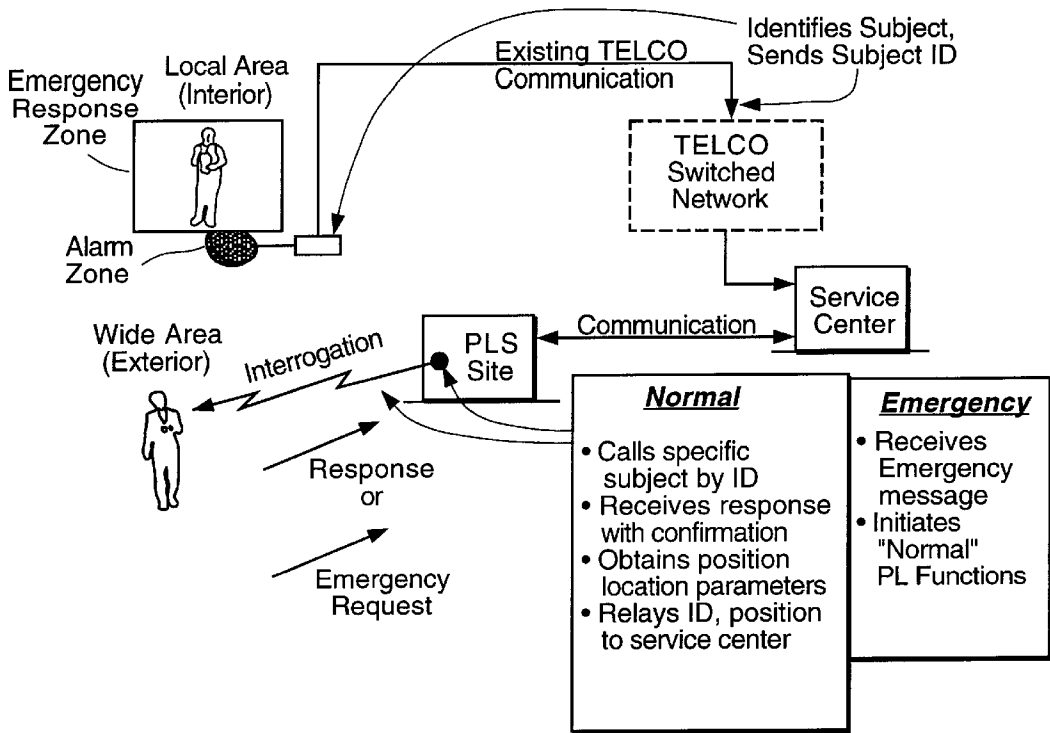 Identifies Subject,
Sends Subject ID
Existing TELCO
Communication
Local Area
(Interior)
Emergency
Response
Zone
TELCO
Switched
Network
Alarm
Zone
Service
Center
Communication
PLS
Site
Wide Area
(Exterior)
Interrogation
Response
or
Emergency
Request
Normal
• Calls specific
subject by ID
• Receives response
with confirmation
• Obtains position
location parameters
• Relays ID, position
to service center
Emergency
• Receives
Emergency
message
• Initiates
"Normal"
PL Functions